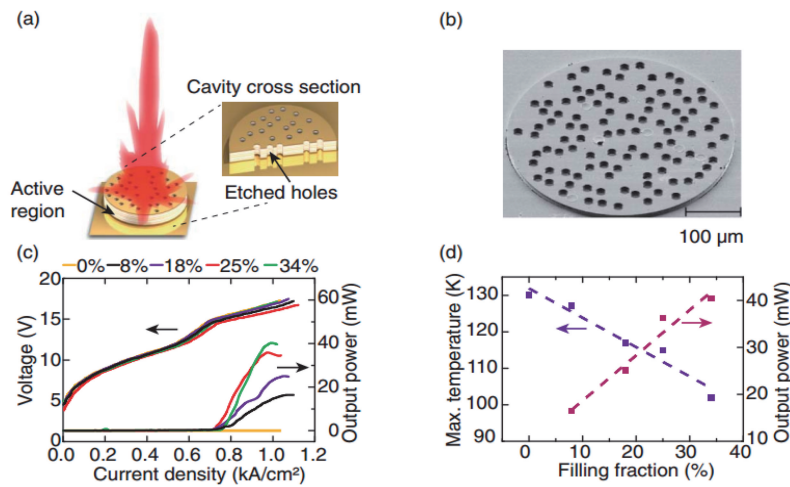 (a)
Cavity cross section
Active
region
Etched holes
(b)
100 µm
(c)
0% 8% 18% 25% 34%
20
15
10
5
0
Voltage (V)
60
40
20
0
Output power (mW)
0.0 0.2 0.4 0.6 0.8 1.0 1.2
Current density (kA/cm²)
(d)
130
120
110
100
90
Max. temperature (K)
40
30
20
10
Output power (mW)
0 10 20 30 40
Filling fraction (%)